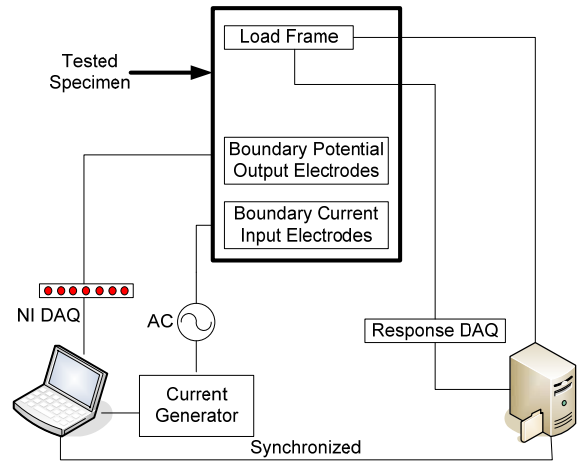 Load Frame
Tested
Specimen
Boundary Potential
Output Electrodes
Boundary Current
Input Electrodes
NI DAQ
AC
Response DAQ
Current
Generator
Synchronized